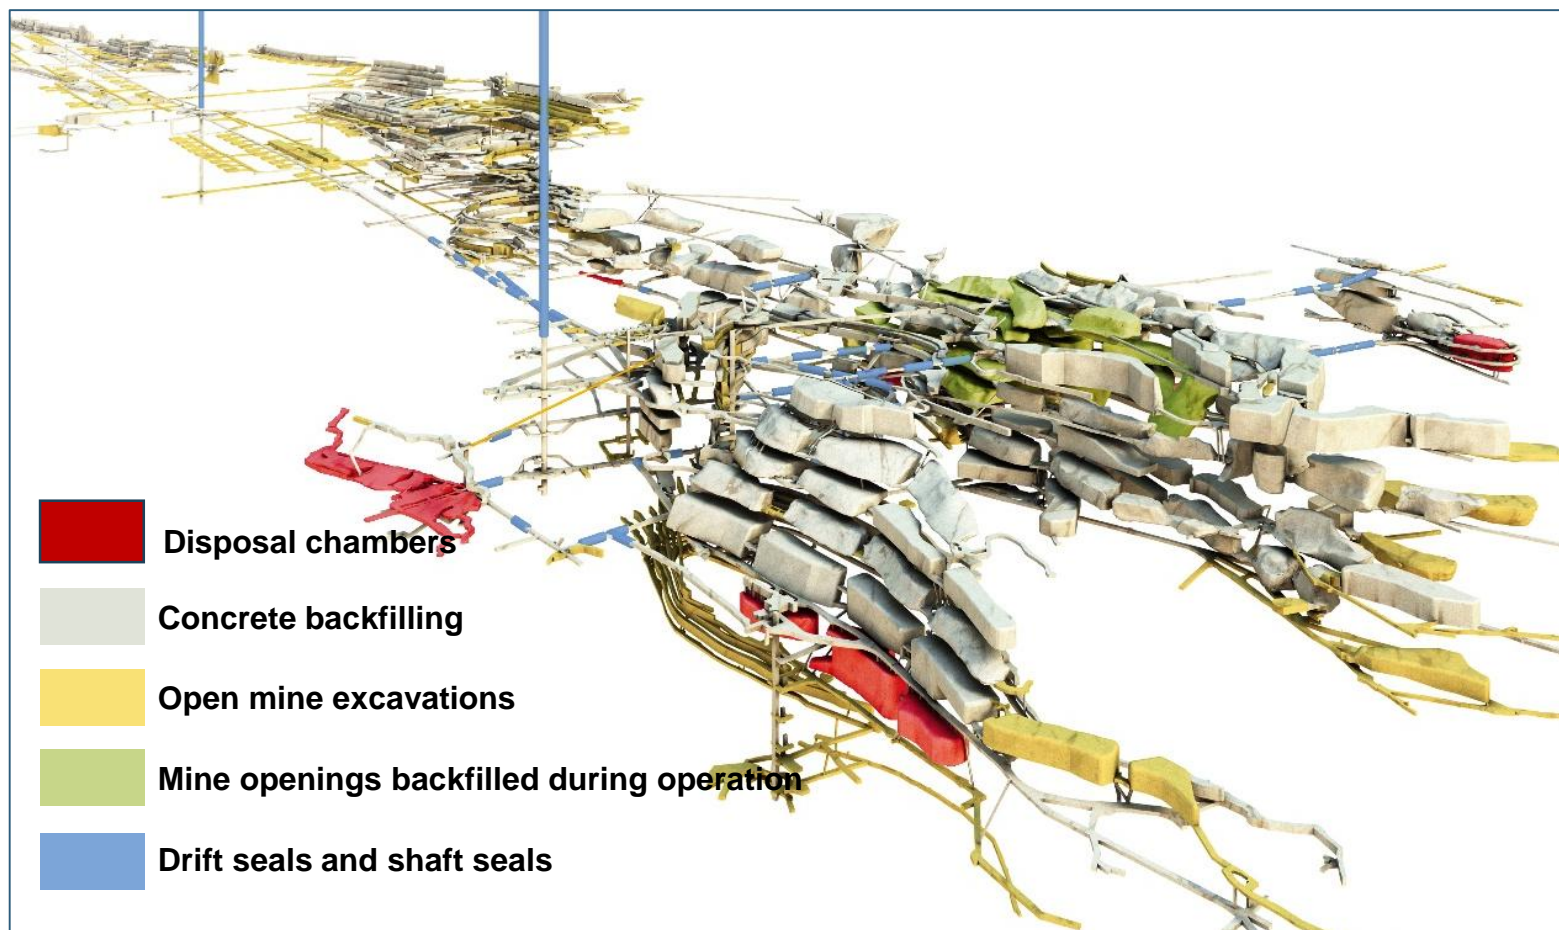 Disposal chambers
Concrete backfilling
Open mine excavations
Mine openings backfilled during operation
Drift seals and shaft seals